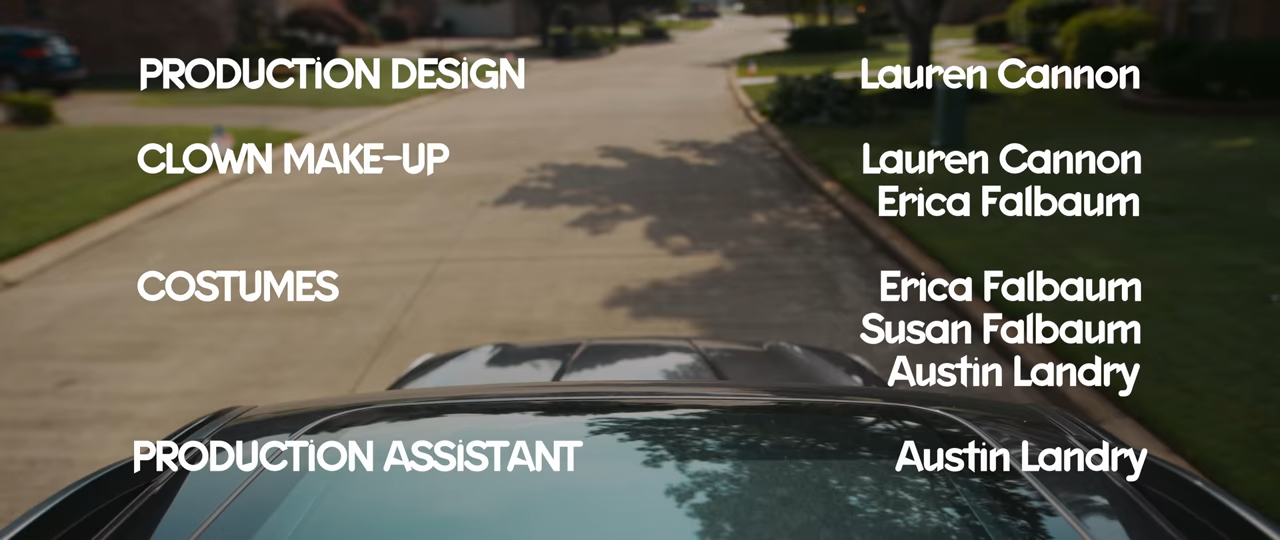 PRODUCTiON DESiGN Lauren Cannon
CLOWN MAKE-UP Lauren Cannon
Erica Falbaum
COSTUMES Erica Falbaum
Susan Falbaum
Austin Landry
PRODUCTiON ASSiSTANT Austin Landry